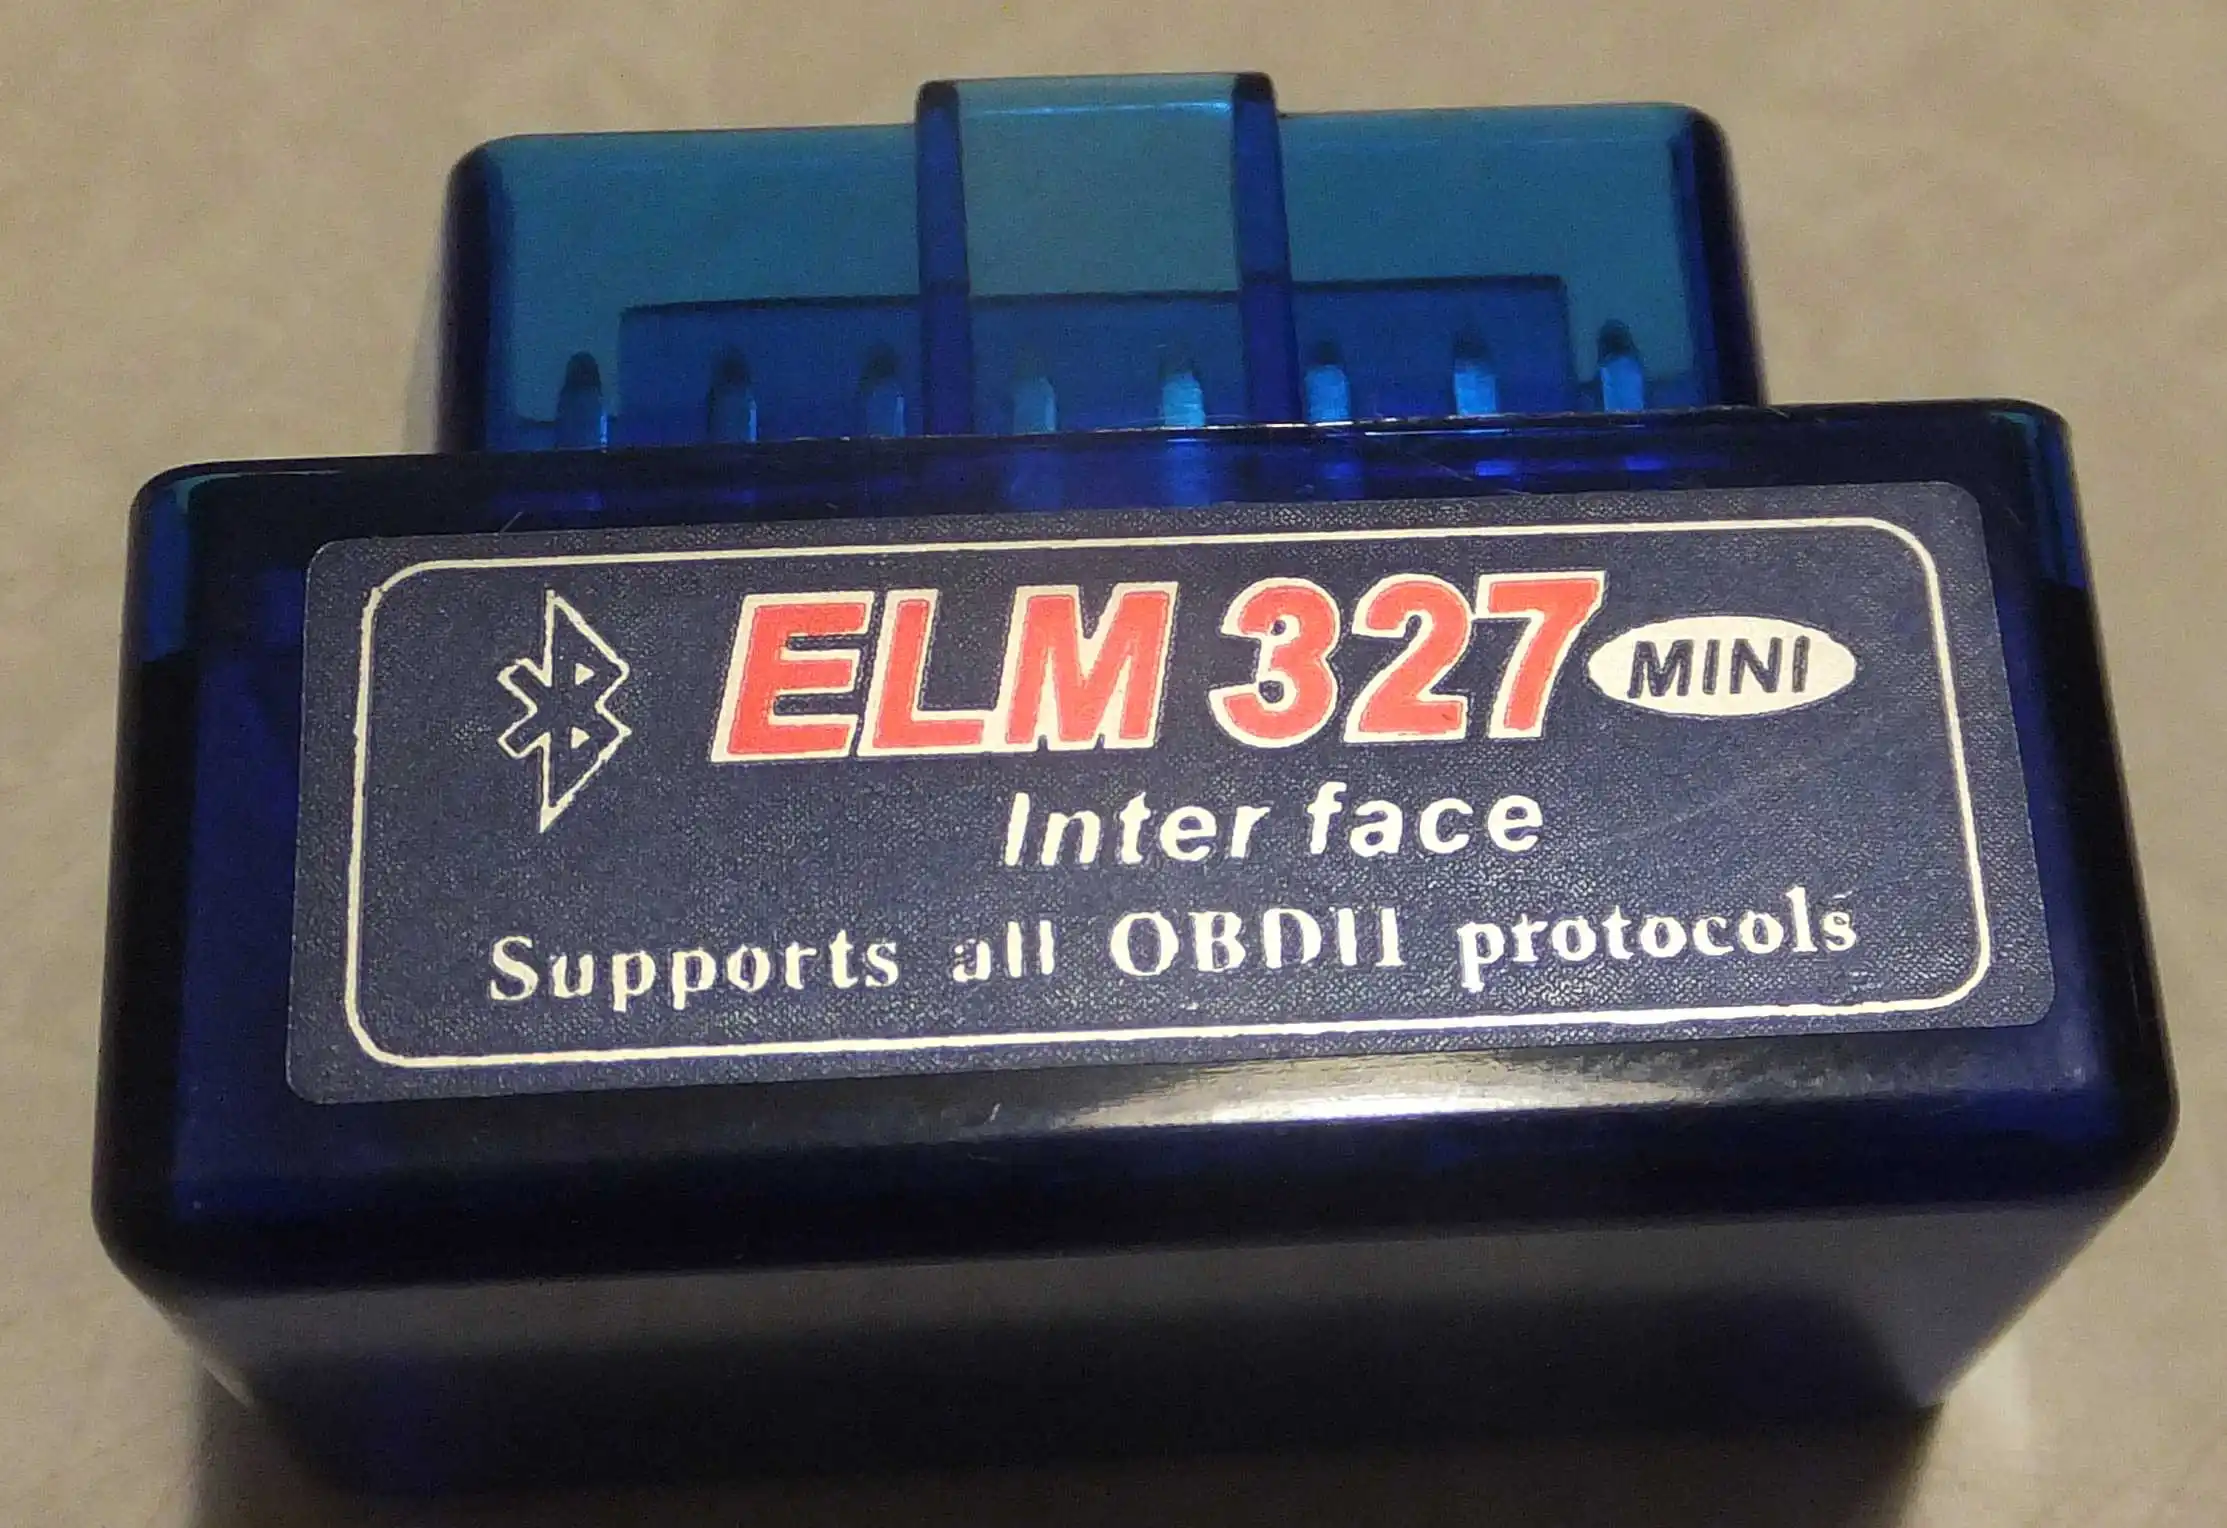 ELM 327 MINI
Inter face
Supports all OBDII protocols